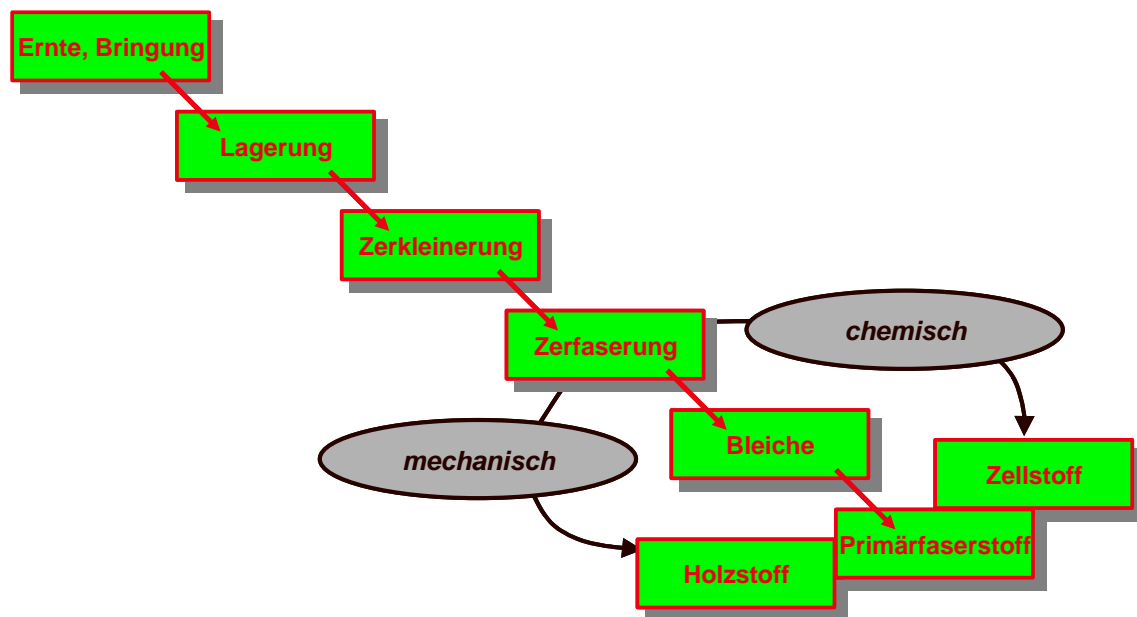 Ernte, Bringung
Lagerung
Zerkleinerung
chemisch
Zerfaserung
Bleiche
mechanisch
Zellstoff
Primärfaserstoff
Holzstoff